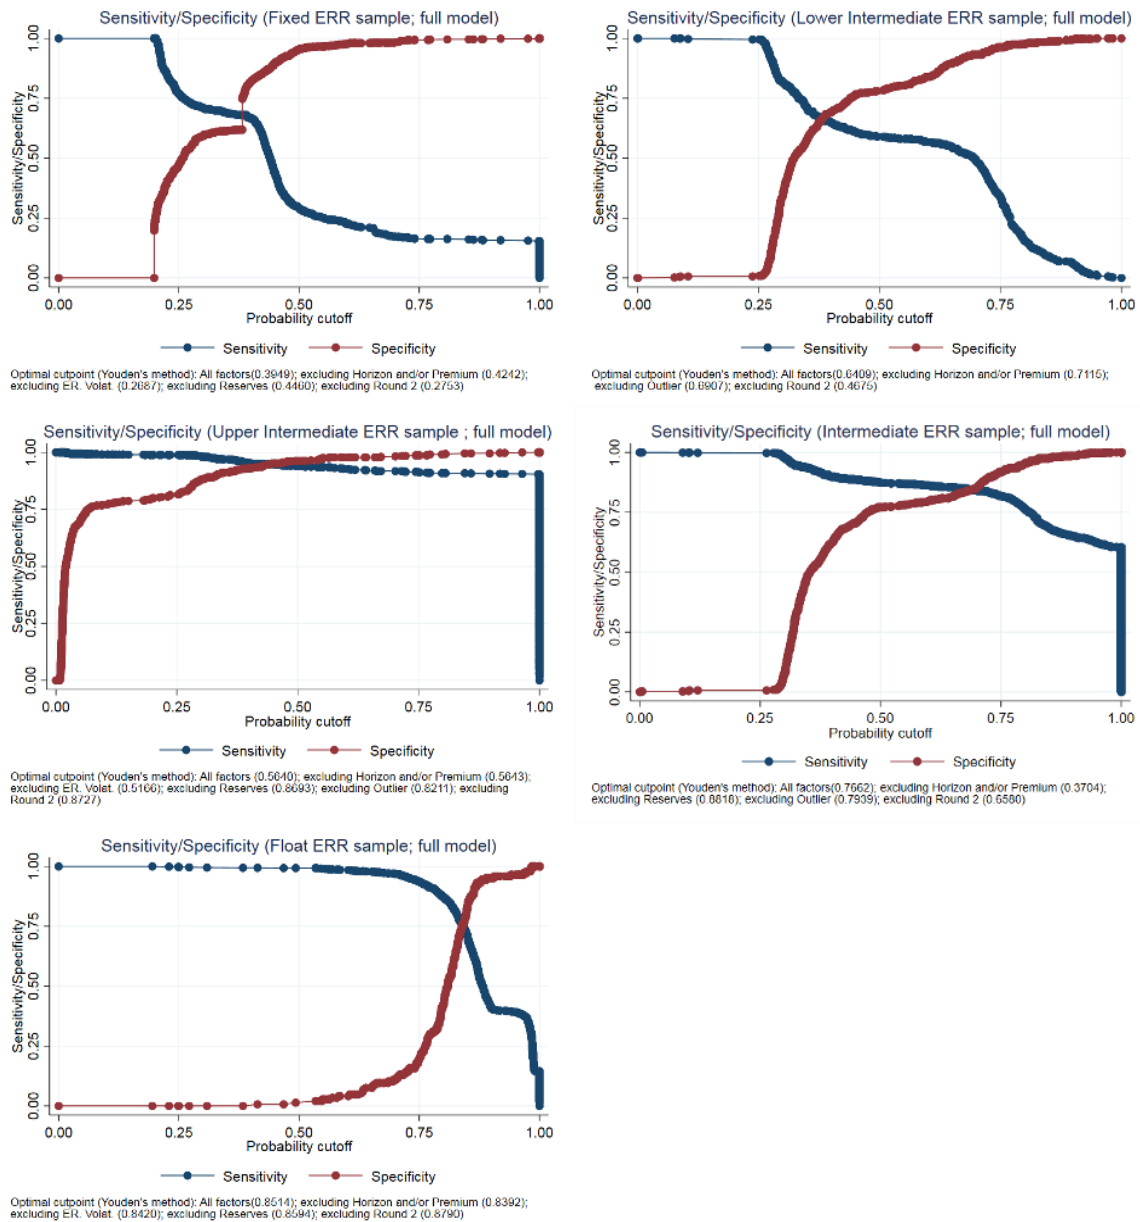 Sensitivity/Specificity (Fixed ERR sample; full model)
Sensitivity/Specificity
1.00
0.75
0.50
0.25
0.00
0.00 0.25 0.50 0.75 1.00
Probability cutoff
Sensitivity Specificity
Optimal cutpoint (Youden's method): All factors(0.3949); excluding Horizon and/or Premium (0.4242);
excluding ER. Volat. (0.2687); excluding Reserves (0.4460); excluding Round 2 (0.2753)
Sensitivity/Specificity (Lower Intermediate ERR sample; full model)
Sensitivity/Specificity
1.00
0.75
0.50
0.25
0.00
0.00 0.25 0.50 0.75 1.00
Probability cutoff
Sensitivity Specificity
Optimal cutpoint (Youden's method): All factors(0.6409); excluding Horizon and/or Premium (0.7115);
excluding Outlier (0.6907); excluding Round 2 (0.4675)
Sensitivity/Specificity (Upper Intermediate ERR sample ; full model)
Sensitivity/Specificity
1.00
0.75
0.50
0.25
0.00
0.00 0.25 0.50 0.75 1.00
Probability cutoff
Sensitivity Specificity
Optimal cutpoint (Youden's method): All factors (0.5640); excluding Horizon and/or Premium (0.5643);
excluding ER. Volat. (0.5166); excluding Reserves (0.8693); excluding Outlier (0.8211); excluding
Round 2 (0.8727)
Sensitivity/Specificity (Intermediate ERR sample; full model)
Sensitivity/Specificity
1.00
0.75
0.50
0.25
0.00
0.00 0.25 0.50 0.75 1.00
Probability cutoff
Sensitivity Specificity
Optimal cutpoint (Youden's method): All factors(0.7662); excluding Horizon and/or Premium (0.3704);
excluding Reserves (0.8818); excluding Outlier (0.7939); excluding Round 2 (0.6580)
Sensitivity/Specificity (Float ERR sample; full model)
Sensitivity/Specificity
1.00
0.75
0.50
0.25
0.00
0.00 0.25 0.50 0.75 1.00
Probability cutoff
Sensitivity Specificity
Optimal cutpoint (Youden's method): All factors(0.8514); excluding Horizon and/or Premium (0.8392);
excluding ER. Volat. (0.8420); excluding Reserves (0.8594); excluding Round 2 (0.8790)